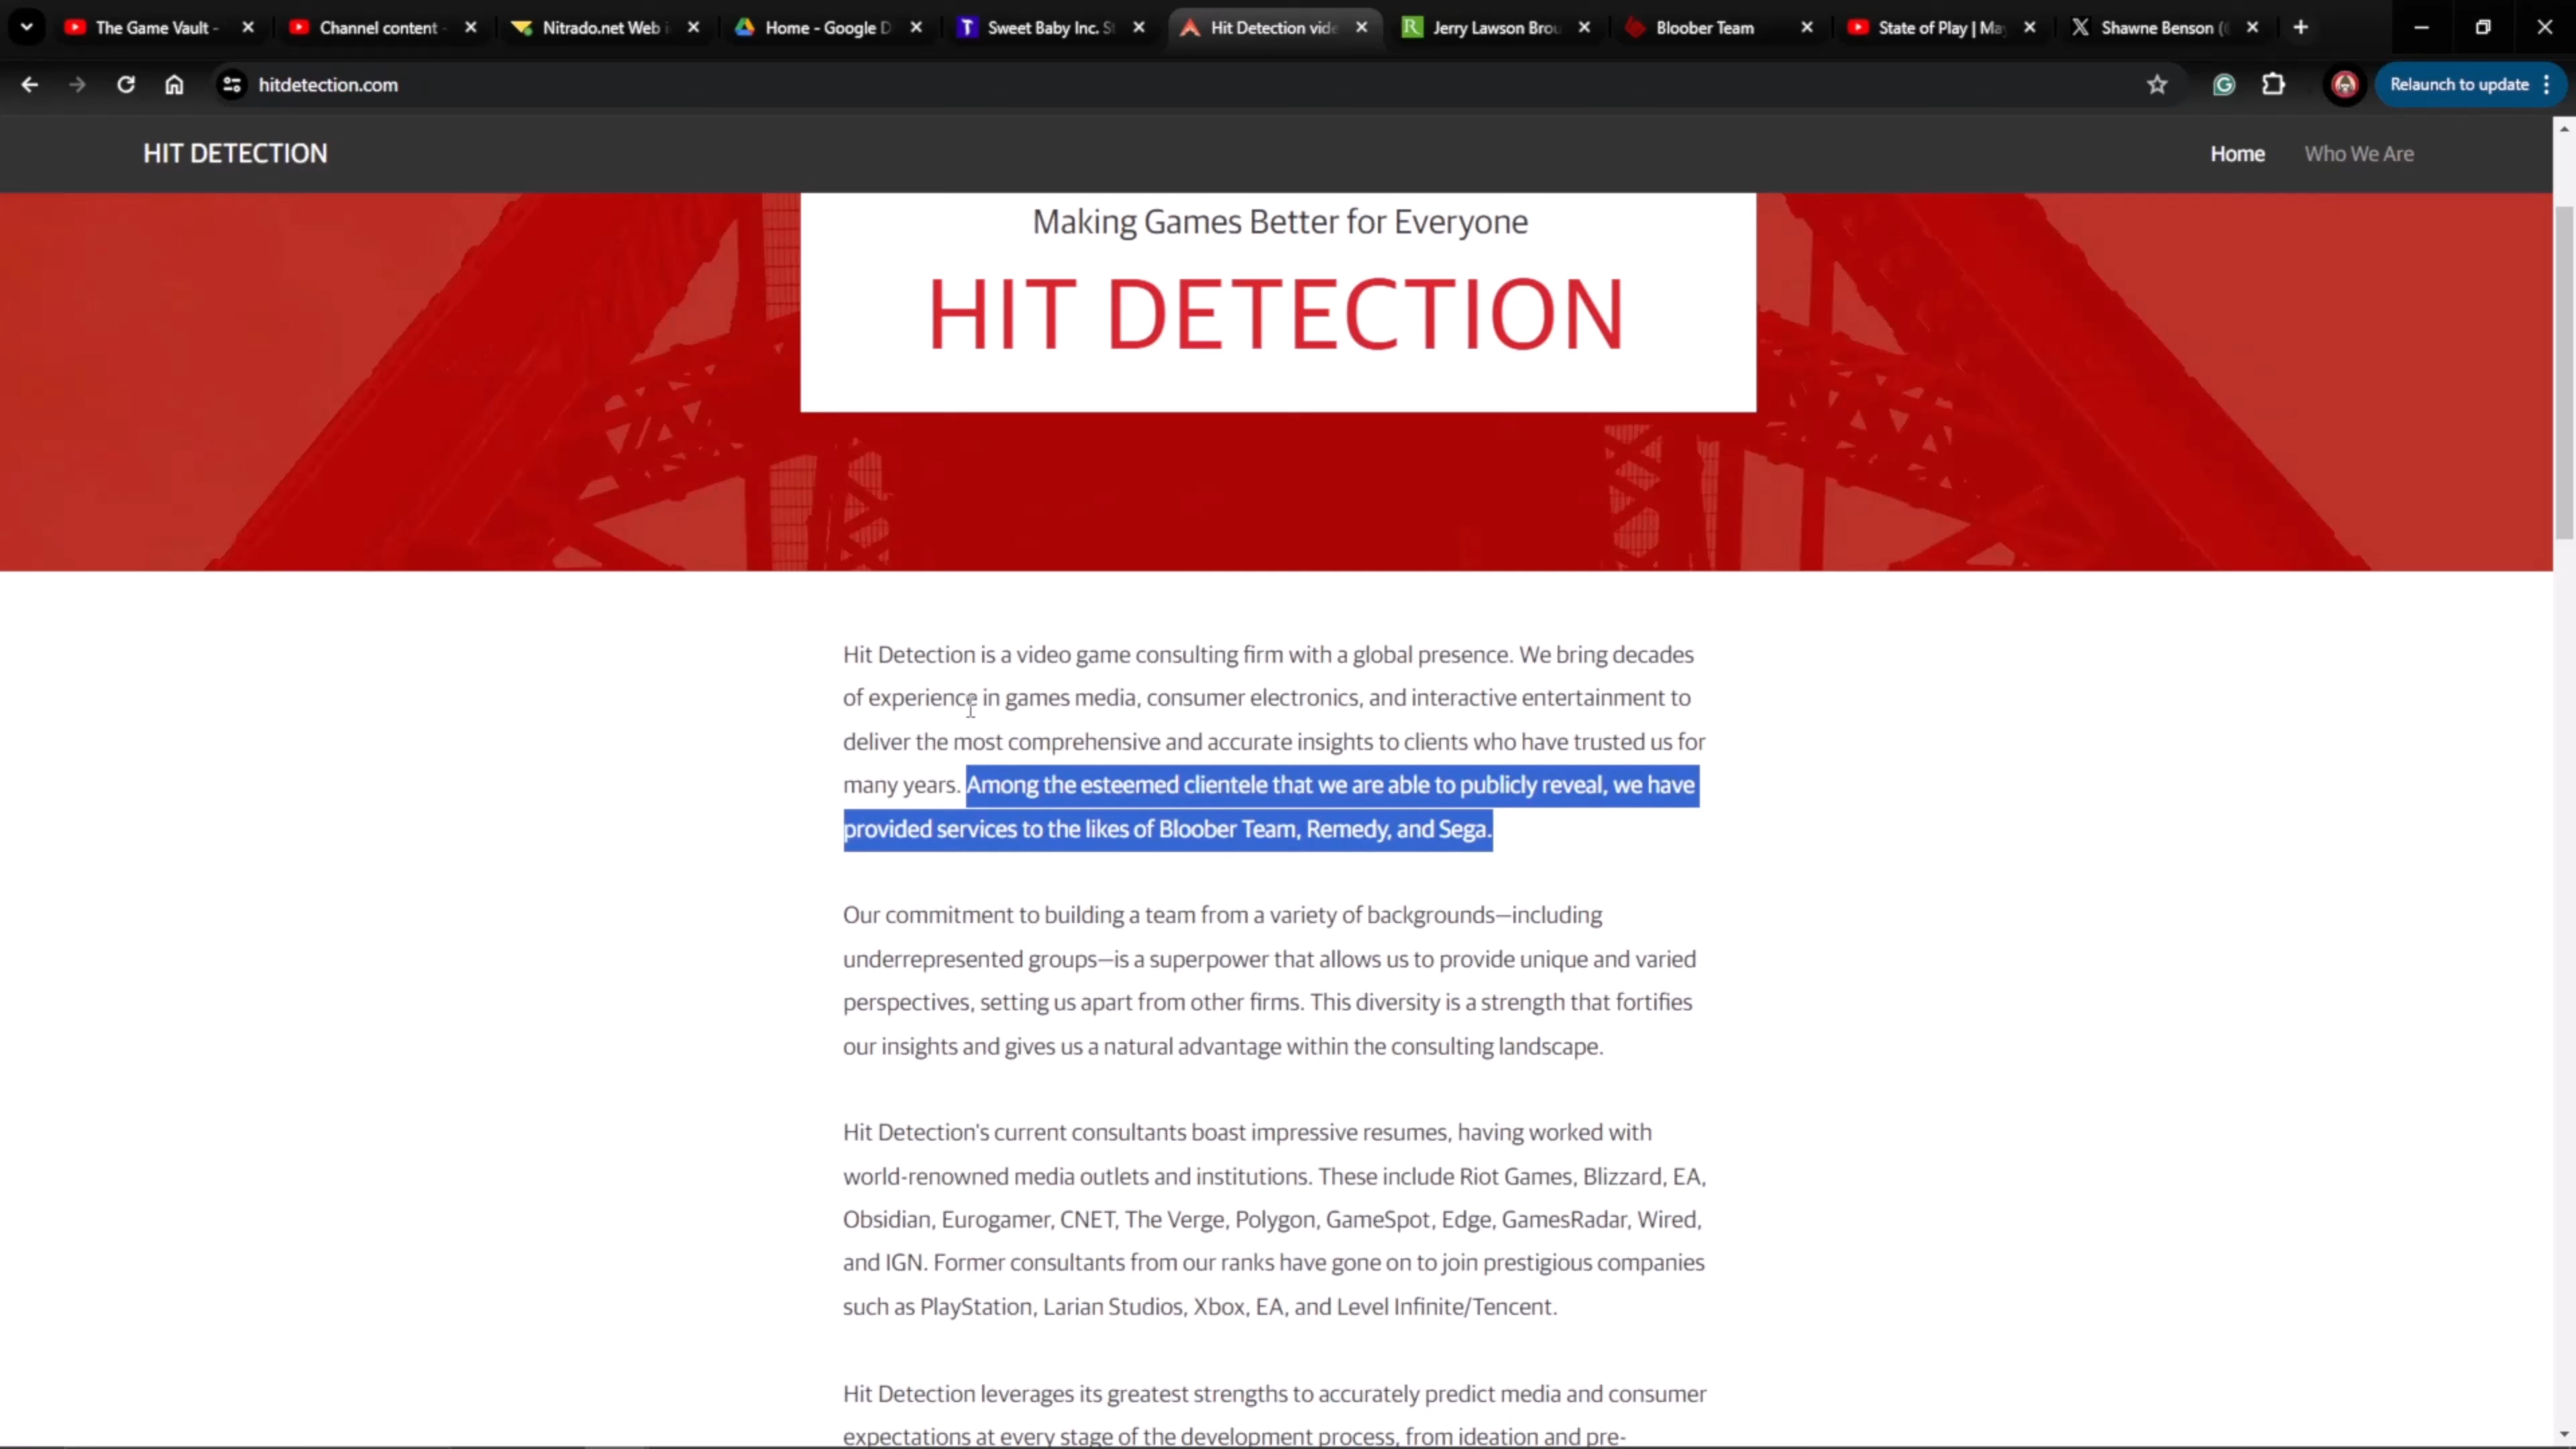 The Game Vault -
Channel content -
Nitrado.net Web i
Home - Google D
Sweet Baby Inc. S
Hit Detection vide
Jerry Lawson Brou
Bloober Team
State of Play | May
Shawne Benson (
hitdetection.com
Relaunch to update
HIT DETECTION
Home
Who We Are
Making Games Better for Everyone
HIT DETECTION
Hit Detection is a video game consulting firm with a global presence. We bring decades
of experience in games media, consumer electronics, and interactive entertainment to
deliver the most comprehensive and accurate insights to clients who have trusted us for
many years. Among the esteemed clientele that we are able to publicly reveal, we have
provided services to the likes of Bloober Team, Remedy, and Sega.
Our commitment to building a team from a variety of backgrounds—including
underrepresented groups—is a superpower that allows us to provide unique and varied
perspectives, setting us apart from other firms. This diversity is a strength that fortifies
our insights and gives us a natural advantage within the consulting landscape.
Hit Detection's current consultants boast impressive resumes, having worked with
world-renowned media outlets and institutions. These include Riot Games, Blizzard, EA,
Obsidian, Eurogamer, CNET, The Verge, Polygon, GameSpot, Edge, GamesRadar, Wired,
and IGN. Former consultants from our ranks have gone on to join prestigious companies
such as PlayStation, Larian Studios, Xbox, EA, and Level Infinite/Tencent.
Hit Detection leverages its greatest strengths to accurately predict media and consumer
expectations at every stage of the development process, from ideation and pre-